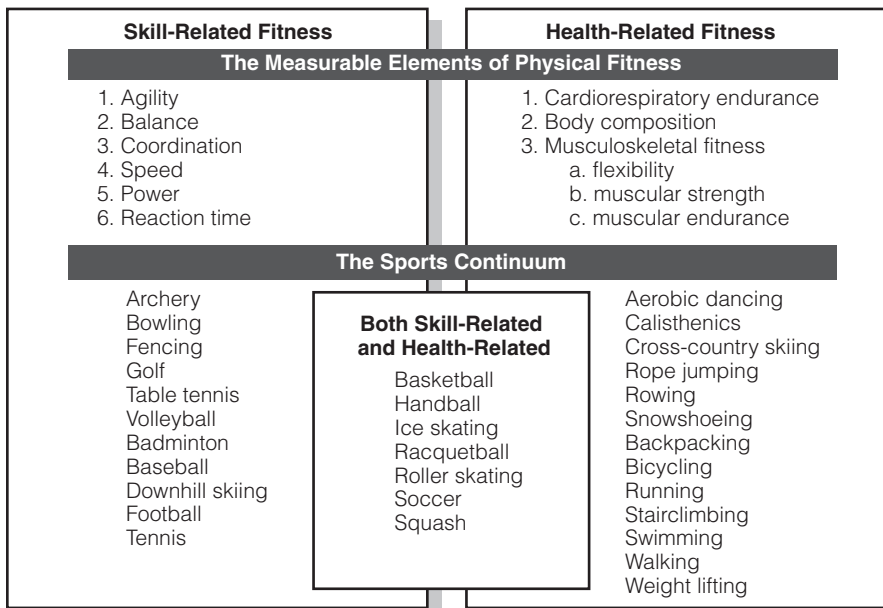 Skill-Related Fitness
Health-Related Fitness
The Measurable Elements of Physical Fitness
1. Agility
2. Balance
3. Coordination
4. Speed
5. Power
6. Reaction time
1. Cardiorespiratory endurance
2. Body composition
3. Musculoskeletal fitness
a. flexibility
b. muscular strength
c. muscular endurance
The Sports Continuum
Archery
Bowling
Fencing
Golf
Table tennis
Volleyball
Badminton
Baseball
Downhill skiing
Football
Tennis
Both Skill-Related
and Health-Related
Basketball
Handball
Ice skating
Racquetball
Roller skating
Soccer
Squash
Aerobic dancing
Calisthenics
Cross-country skiing
Rope jumping
Rowing
Snowshoeing
Backpacking
Bicycling
Running
Stairclimbing
Swimming
Walking
Weight lifting